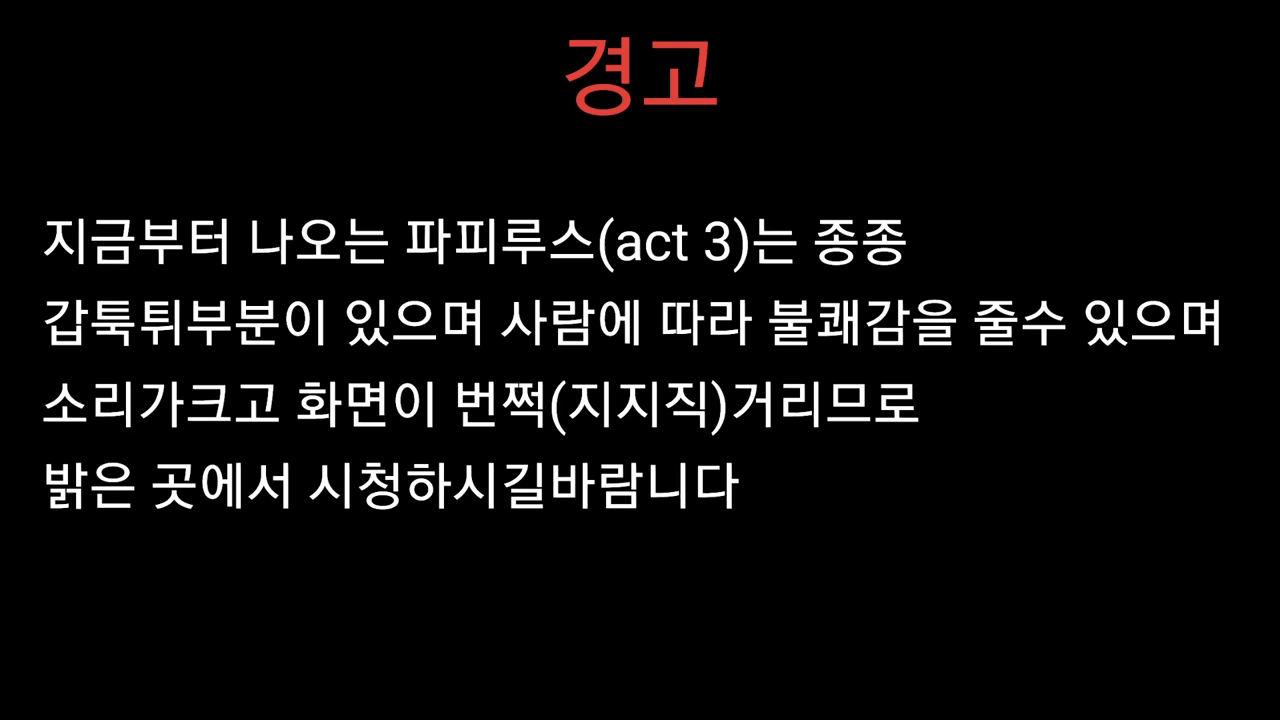 경고
지금부터 나오는 파피루스(act 3)는 종종
갑툭튀부분이 있으며 사람에 따라 불쾌감을 줄수 있으며
소리가크고 화면이 번쩍(지지직)거리므로
밝은 곳에서 시청하시길바람니다